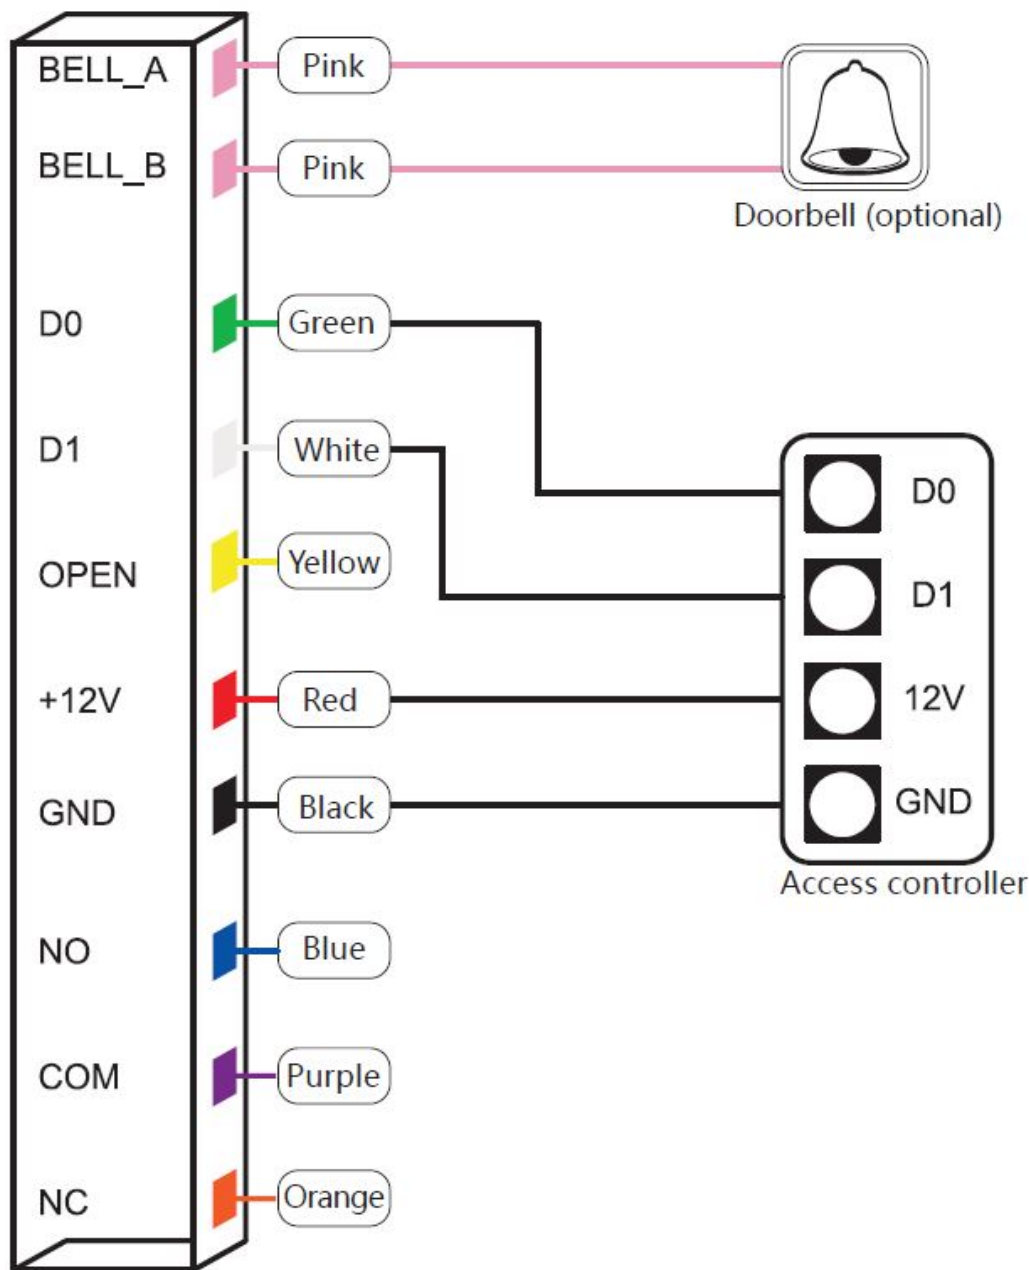 BELL_A
Pink
BELL_B
Pink
Doorbell (optional)
D0
Green
D1
White
OPEN
Yellow
+12V
Red
GND
Black
NO
Blue
COM
Purple
NC
Orange
D0
D1
12V
GND
Access controller